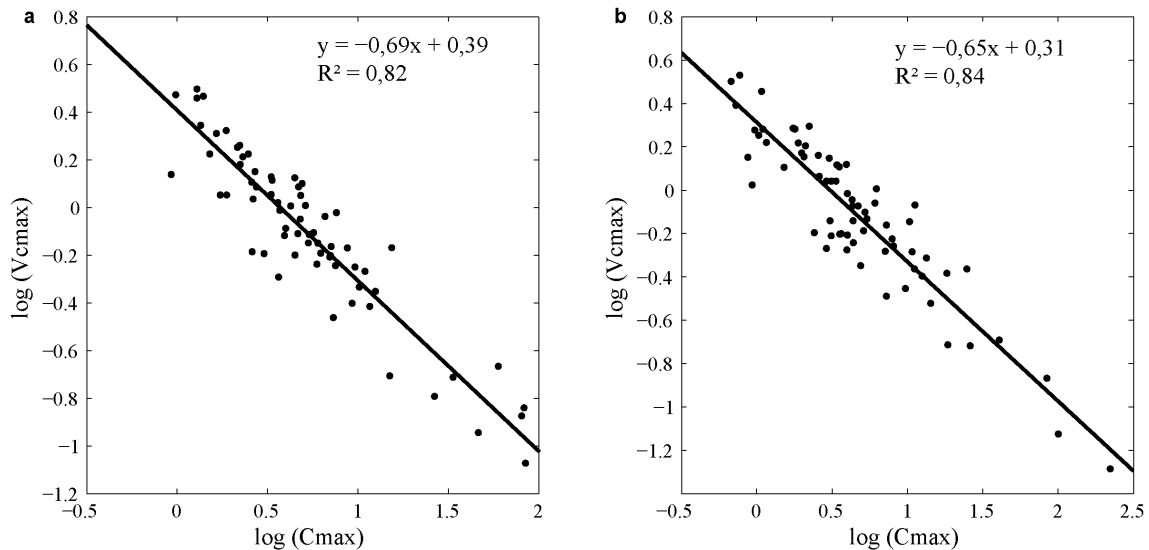 a
y = −0,69x + 0,39
R² = 0,82
0.8
0.6
0.4
0.2
0
−0.2
−0.4
−0.6
−0.8
−1
−1.2
log (Vcmax)
−0.5 0 0.5 1 1.5 2
log (Cmax)
b
y = −0,65x + 0,31
R² = 0,84
0.8
0.6
0.4
0.2
0
−0.2
−0.4
−0.6
−0.8
−1
−1.2
log (Vcmax)
−0.5 0 0.5 1 1.5 2 2.5
log (Cmax)